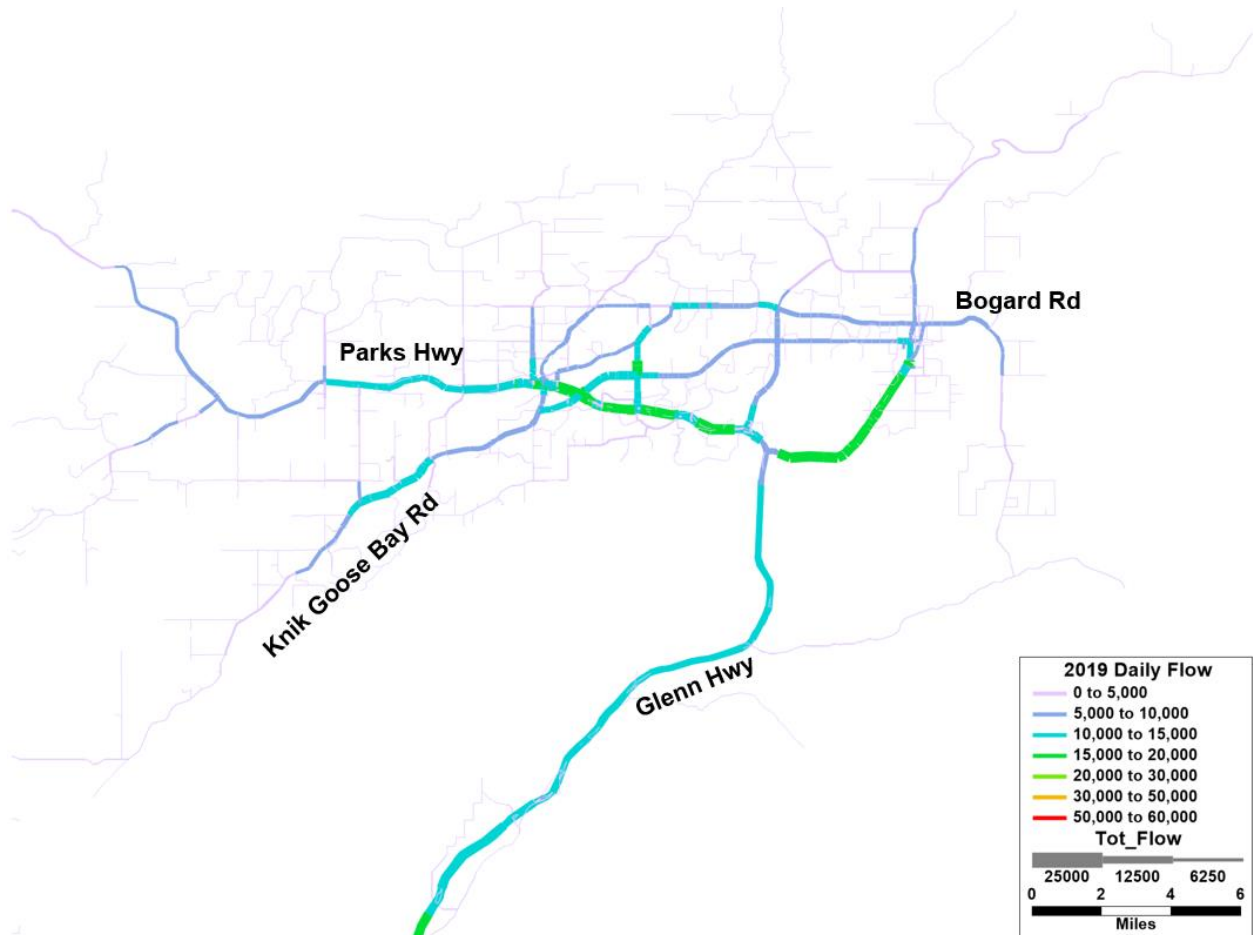 Bogard Rd
Parks Hwy
Knik Goose Bay Rd
Glenn Hwy
2019 Daily Flow
0 to 5,000
5,000 to 10,000
10,000 to 15,000
15,000 to 20,000
20,000 to 30,000
30,000 to 50,000
50,000 to 60,000
Tot_Flow
25000 12500 6250
0 2 4 6
Miles